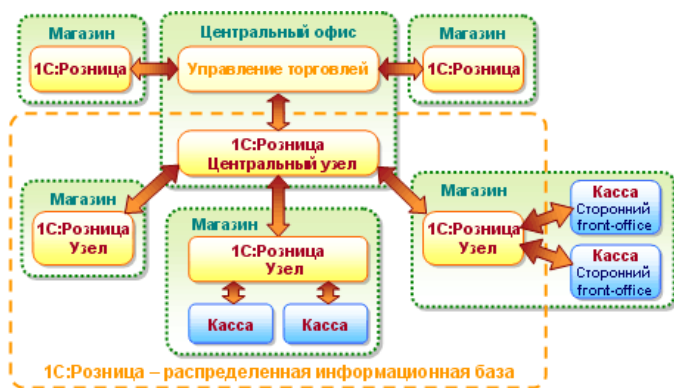 Магазин
1С:Розница
Центральный офис
Управление торговлей
Магазин
1С:Розница
1С:Розница
Центральный узел
Магазин
1С:Розница
Узел
Магазин
1С:Розница
Узел
Касса
Касса
Магазин
1С:Розница
Узел
Касса
Сторонний
front-office
Касса
Сторонний
front-office
1С:Розница – распределенная информационная база